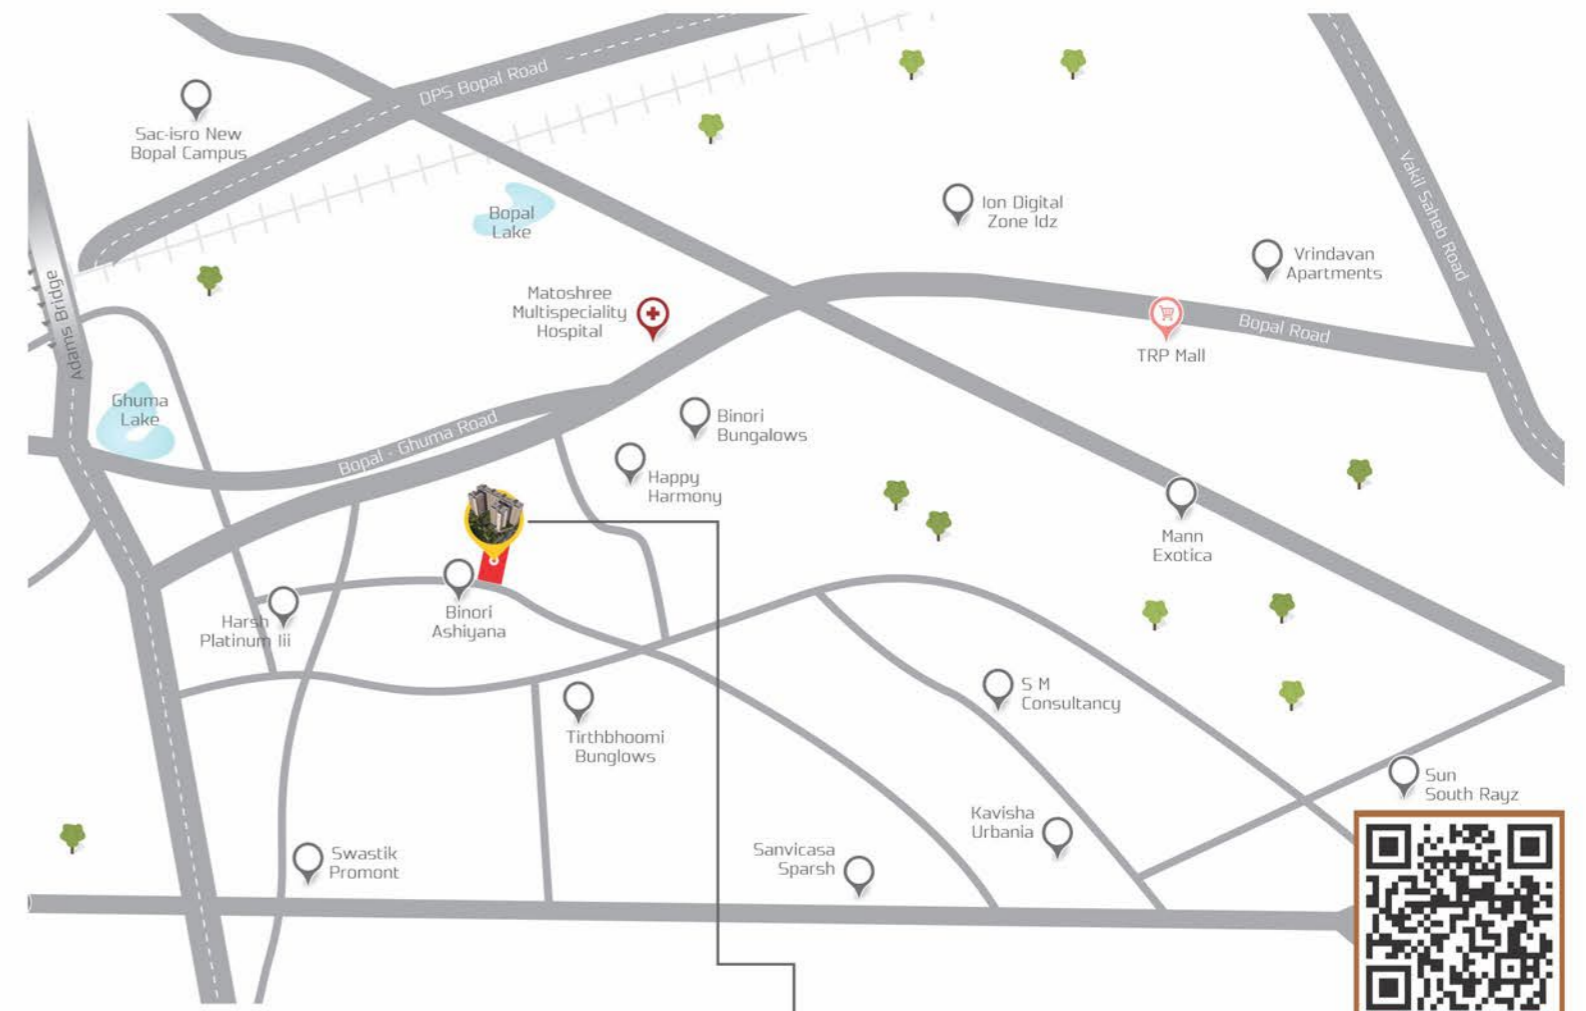 DPS Bopal Road
Sac-isro New
Bopal Campus
Vakil Saheb Road
Bopal
Lake
Ion Digital
Zone Idz
Vrindavan
Apartments
Adams Bridge
Matoshree
Multispeciality
Hospital
Bopal Road
TRP Mall
Ghuma
Lake
Bopal - Ghuma Road
Binori
Bungalows
Happy
Harmony
Mann
Exotica
Harsh
Platinum Iii
Binori
Ashiyana
S M
Consultancy
Tirthbhoomi
Bunglows
Sun
South Rayz
Kavisha
Urbania
Sanvicasa
Sparsh
Swastik
Promont